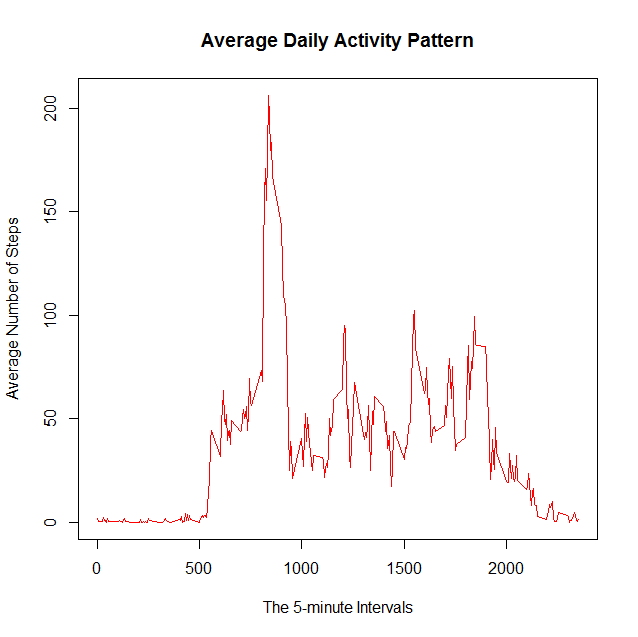 Average Daily Activity Pattern
Average Number of Steps
200
150
100
50
0
0 500 1000 1500 2000
The 5-minute Intervals